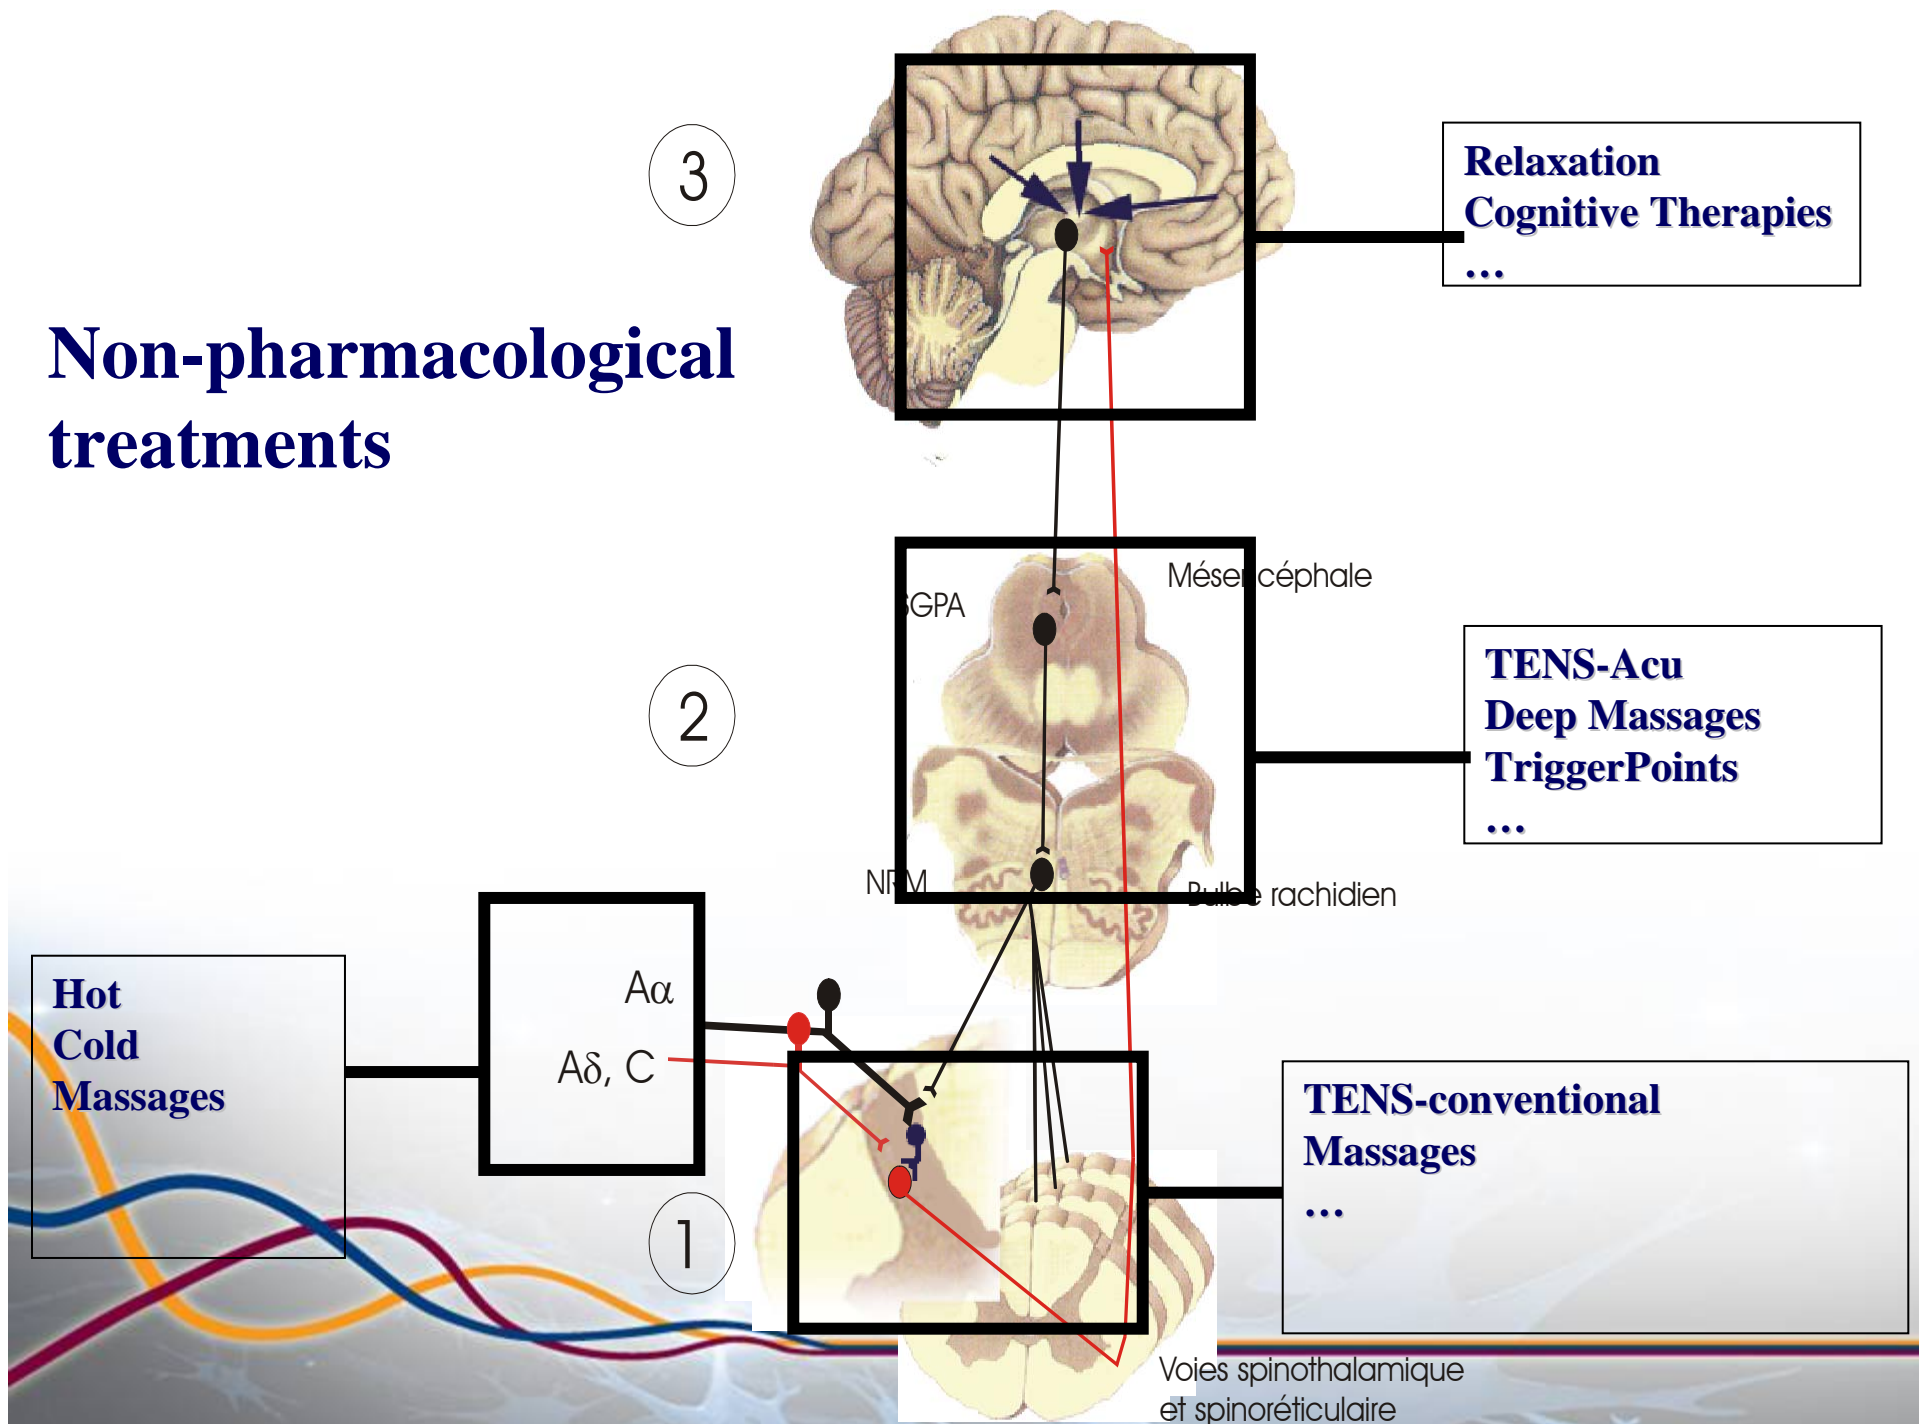 3
Relaxation
Cognitive Therapies
...
Non-pharmacological
treatments
Mésencéphale
SGPA
2
TENS-Acu
Deep Massages
TriggerPoints
...
NRM
Bulbe rachidien
Hot
Cold
Massages
Aα
Aδ, C
TENS-conventional
Massages
...
1
Voies spinothalamique
et spinoréticulaire